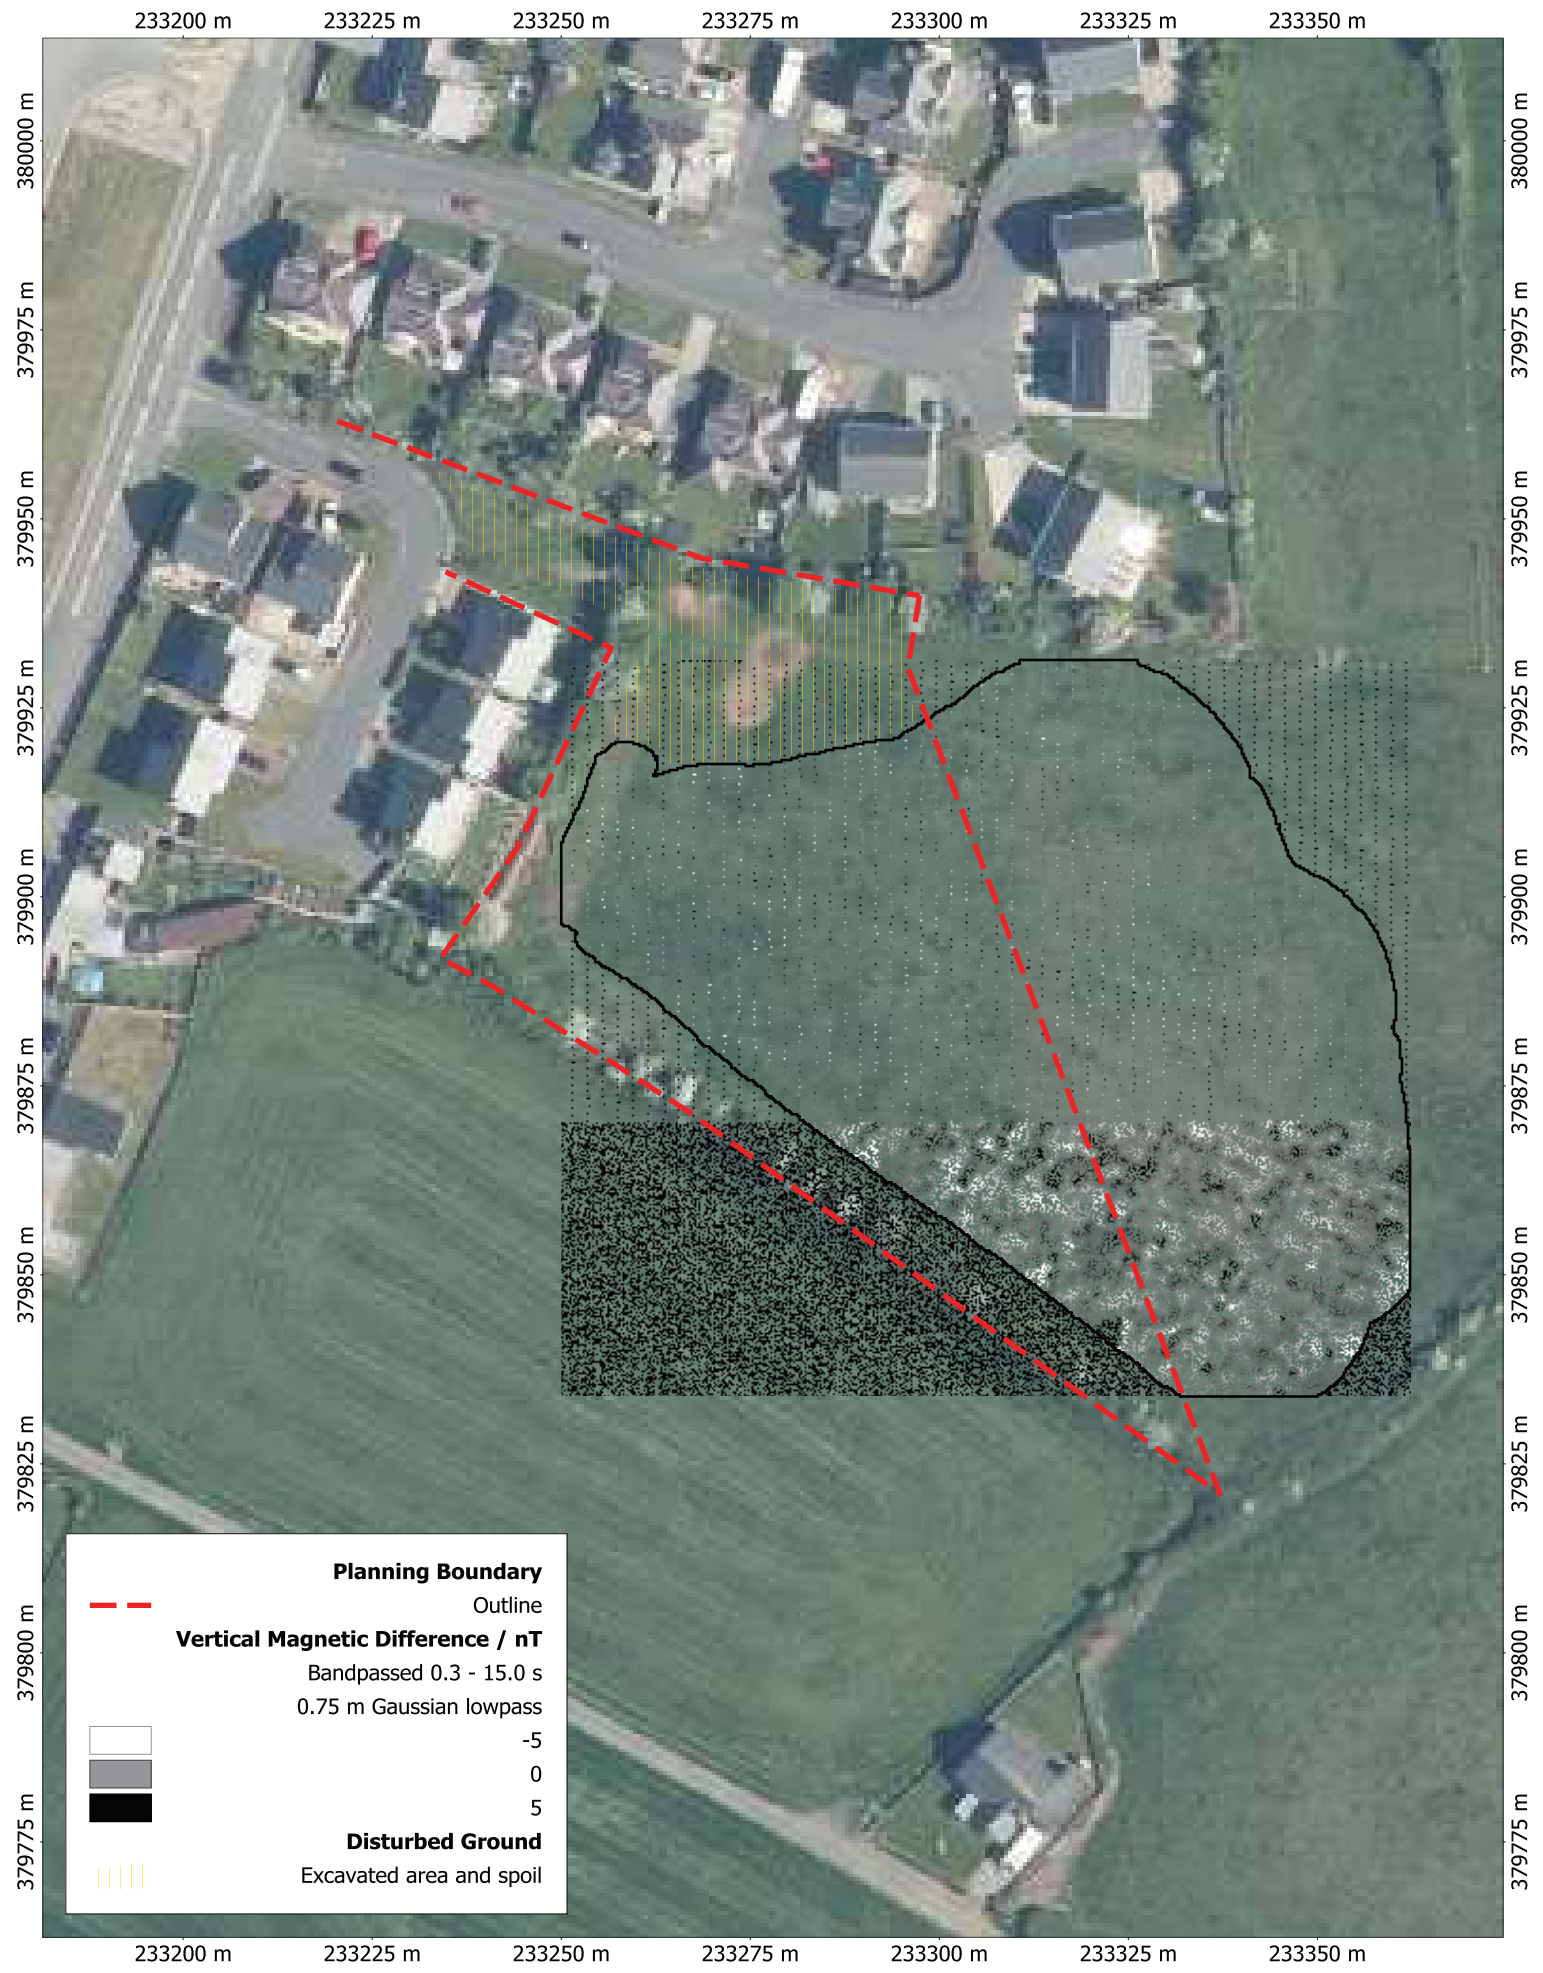 233200 m 233225 m 233250 m 233275 m 233300 m 233325 m 233350 m
380000 m 380000 m
379975 m 379975 m
379950 m 379950 m
379925 m 379925 m
379900 m 379900 m
379875 m 379875 m
379850 m 379850 m
379825 m 379825 m
379800 m 379800 m
379775 m 379775 m
Planning Boundary
Outline
Vertical Magnetic Difference / nT
Bandpassed 0.3 - 15.0 s
0.75 m Gaussian lowpass
-5
0
5
Disturbed Ground
Excavated area and spoil
233200 m 233225 m 233250 m 233275 m 233300 m 233325 m 233350 m